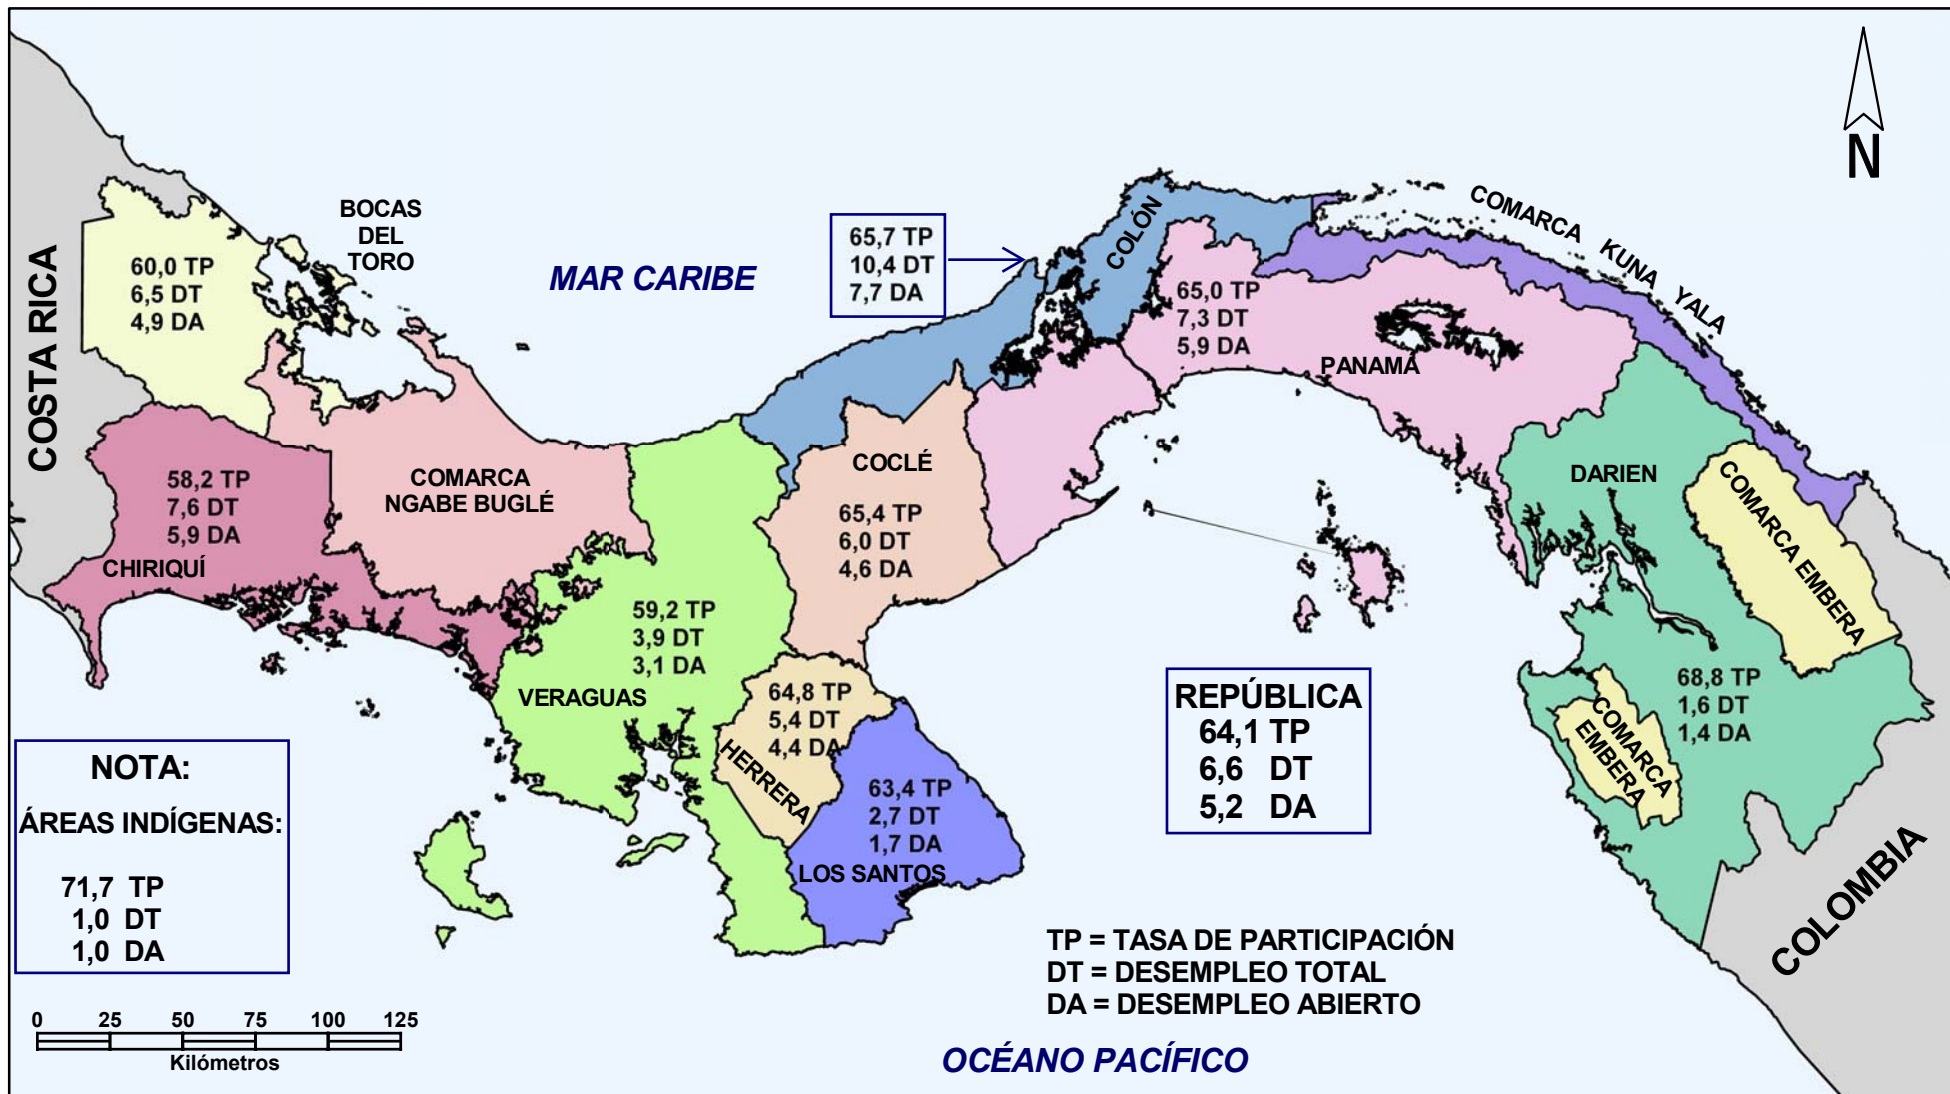 N
COSTA RICA
BOCAS
DEL
TORO
60,0 TP
6,5 DT
4,9 DA
MAR CARIBE
65,7 TP
10,4 DT
7,7 DA
COLÓN
COMARCA KUNA YALA
65,0 TP
7,3 DT
5,9 DA
PANAMÁ
58,2 TP
7,6 DT
5,9 DA
CHIRIQUÍ
COMARCA
NGABE BUGLÉ
COCLÉ
65,4 TP
6,0 DT
4,6 DA
DARIEN
COMARCA EMBERA
59,2 TP
3,9 DT
3,1 DA
VERAGUAS
64,8 TP
5,4 DT
4,4 DA
HERRERA
63,4 TP
2,7 DT
1,7 DA
LOS SANTOS
REPÚBLICA
64,1 TP
6,6 DT
5,2 DA
68,8 TP
1,6 DT
1,4 DA
COMARCA
EMBERA
COLOMBIA
NOTA:
ÁREAS INDÍGENAS:
71,7 TP
1,0 DT
1,0 DA
TP = TASA DE PARTICIPACIÓN
DT = DESEMPLEO TOTAL
DA = DESEMPLEO ABIERTO
0 25 50 75 100 125
Kilómetros
OCÉANO PACÍFICO